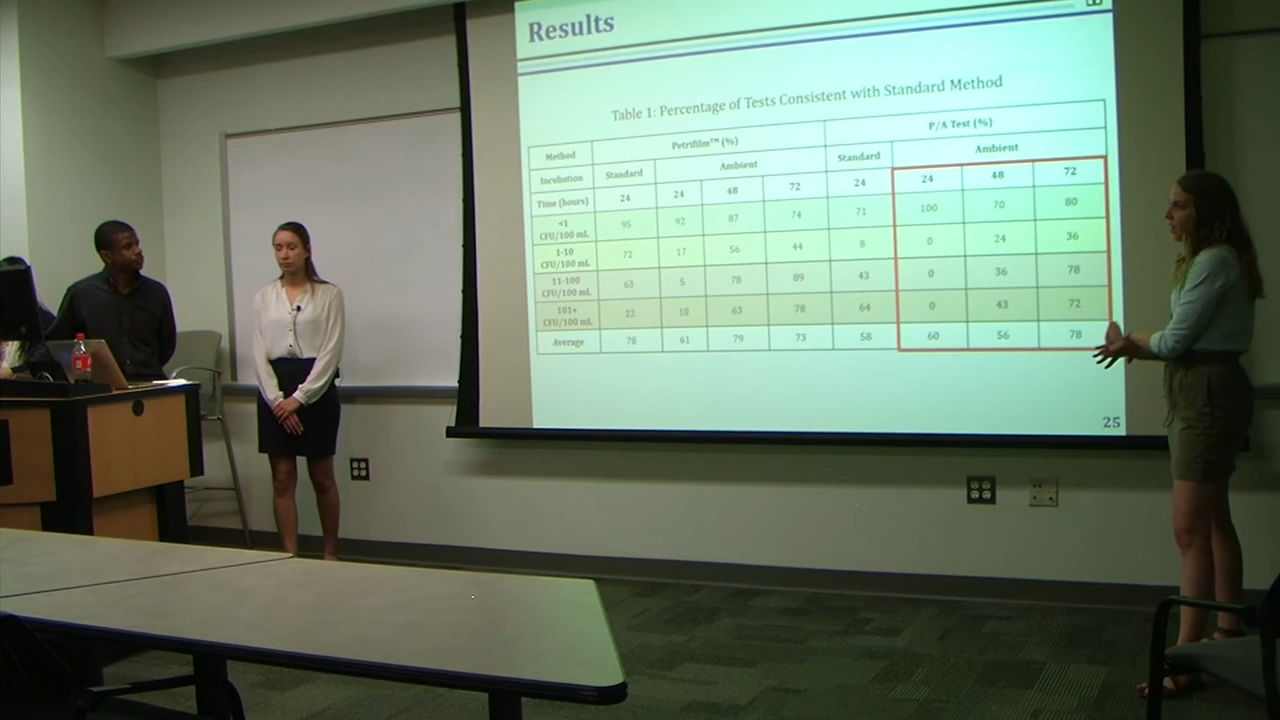 Results
Table 1: Percentage of Tests Consistent with Standard Method
Method Petrifilm™ (%) P/A Test (%)
Incubation Standard Ambient Standard Ambient
Time (hours) 24 24 48 72 24 24 48 72
<1 CFU/100 mL 95 92 87 74 71 100 70 80
1-10 CFU/100 mL 72 17 56 44 8 0 24 36
11-100 CFU/100 mL 63 5 78 89 43 0 36 78
101+ CFU/100 mL 22 10 63 78 64 0 43 72
Average 78 61 79 73 58 60 56 78
25